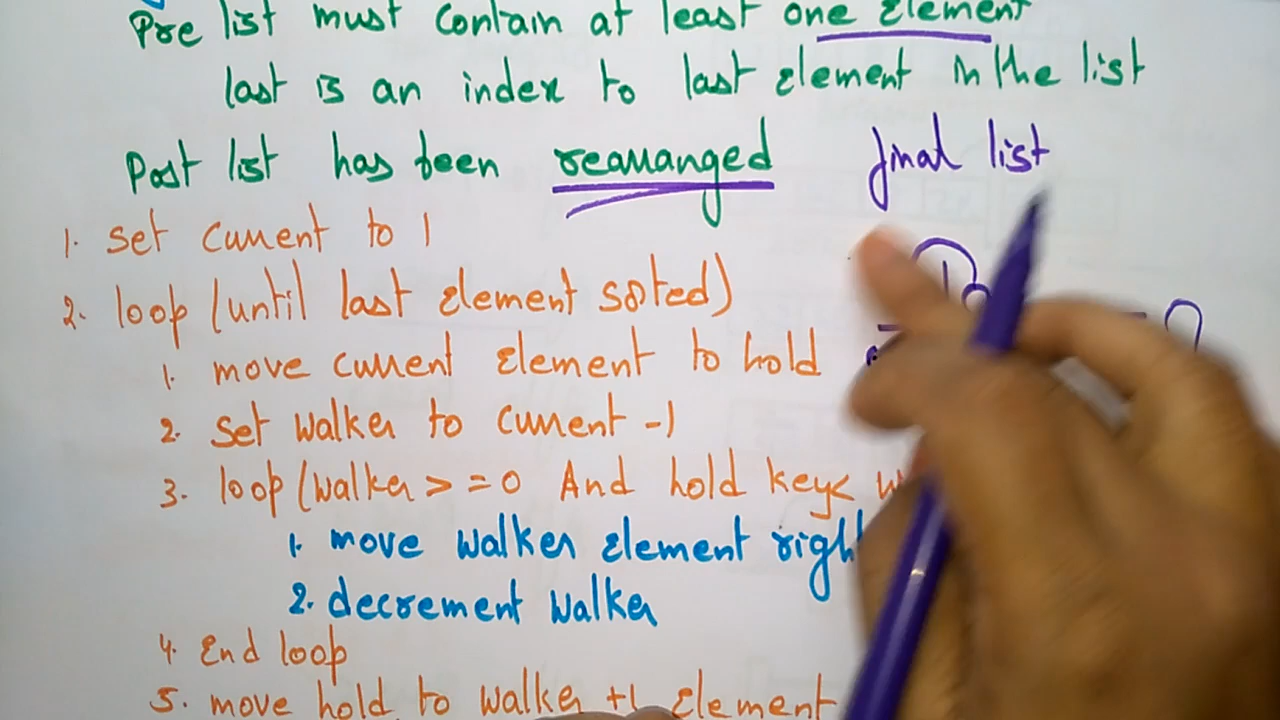 Pre list must contain at least one element
last is an index to last element in the list
Post list has been rearranged final list
1. set current to 1
2. loop (until last element sorted)
1. move current element to hold
2. set walker to current -1
3. loop (walker >= 0 And hold key <
1. move walker element right
2. decrement walker
4. End loop
5. move hold to walker +1 element